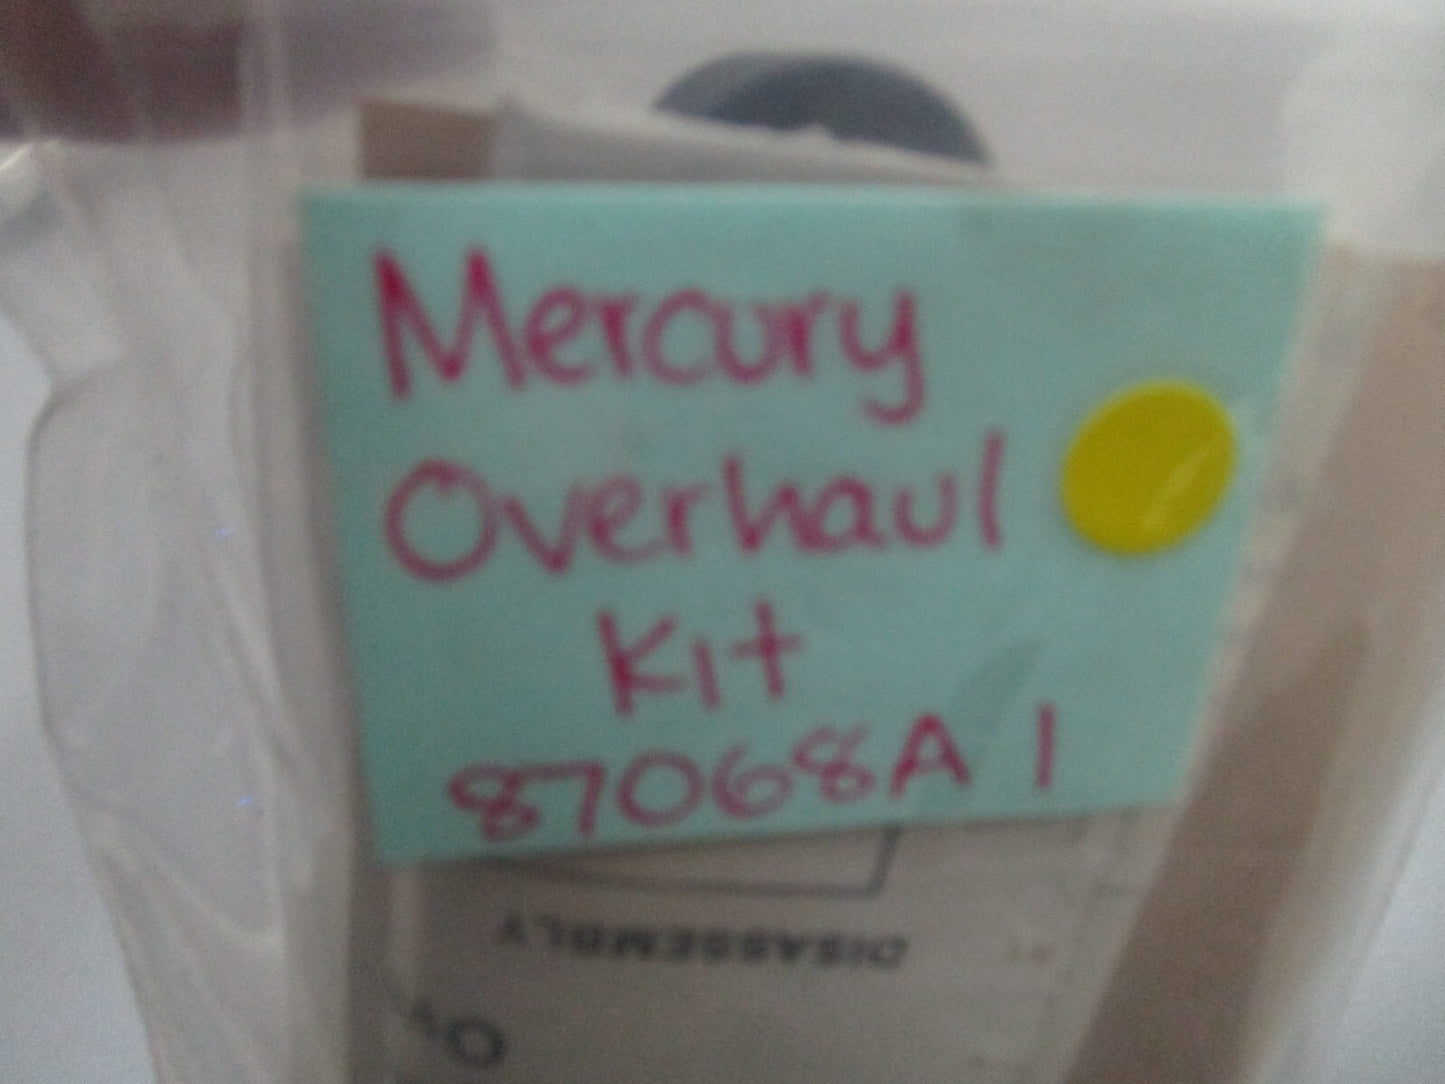 Mercury
Overhaul
Kit
87068A 1
DISASSEMBLY